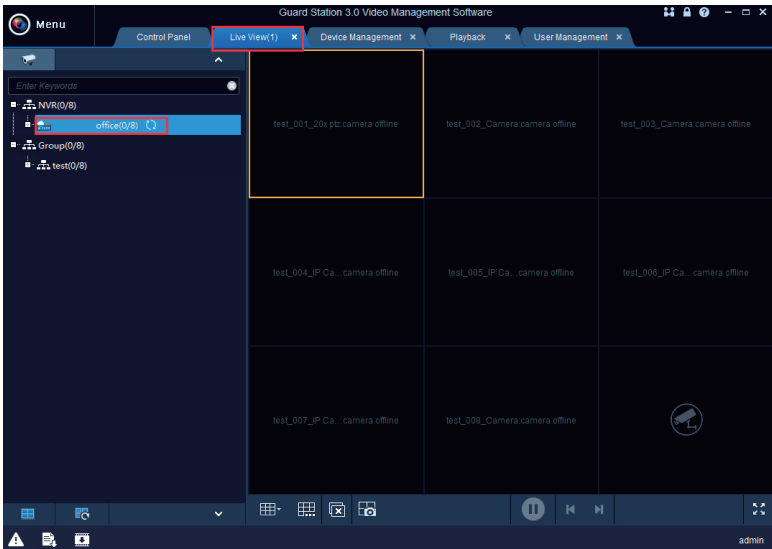 Guard Station 3.0 Video Management Software
Menu
Control Panel
Live View(1)
Device Management
Playback
User Management
Enter Keywords
NVR(0/8)
office(0/8)
Group(0/8)
test(0/8)
test_001_20x ptz:camera offline
test_002_Camera:camera offline
test_003_Camera:camera offline
test_004_IP Ca...camera offline
test_005_IP Ca...camera offline
test_006_IP Ca...camera offline
test_007_IP Ca...camera offline
test_008_Camera:camera offline
admin